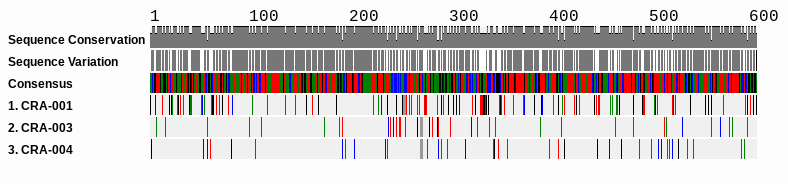 1 100 200 300 400 500 600
Sequence Conservation
Sequence Variation
Consensus
1. CRA-001
2. CRA-003
3. CRA-004